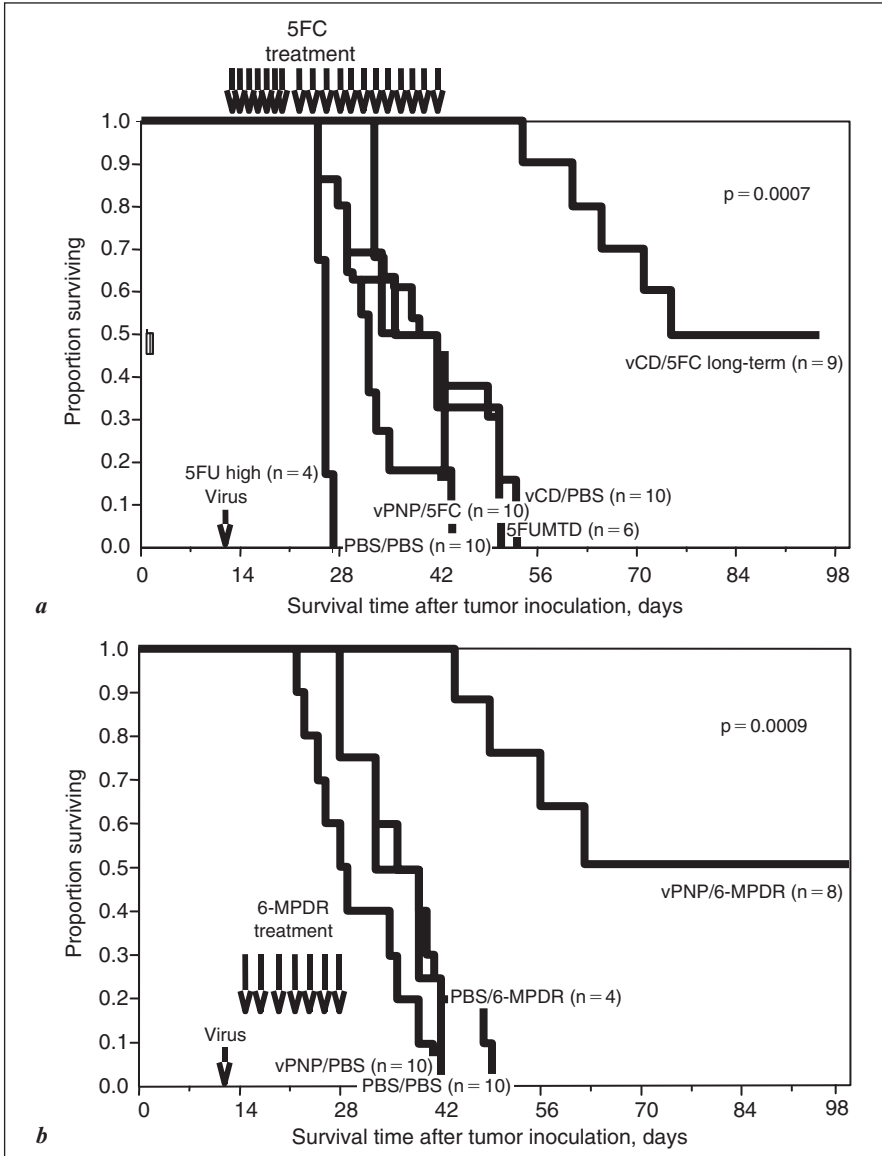 5FC
treatment
1.0
0.9
0.8
0.7
0.6
0.5
0.4
0.3
0.2
0.1
0.0
Proportion surviving
p = 0.0007
vCD/5FC long-term (n = 9)
5FU high (n = 4)
Virus
vCD/PBS (n = 10)
vPNP/5FC (n = 10)
5FUMTD (n = 6)
PBS/PBS (n = 10)
0 14 28 42 56 70 84 98
a Survival time after tumor inoculation, days
1.0
0.9
0.8
0.7
0.6
0.5
0.4
0.3
0.2
0.1
0.0
Proportion surviving
p = 0.0009
vPNP/6-MPDR (n = 8)
6-MPDR
treatment
PBS/6-MPDR (n = 4)
Virus
vPNP/PBS (n = 10)
PBS/PBS (n = 10)
0 14 28 42 56 70 84 98
b Survival time after tumor inoculation, days